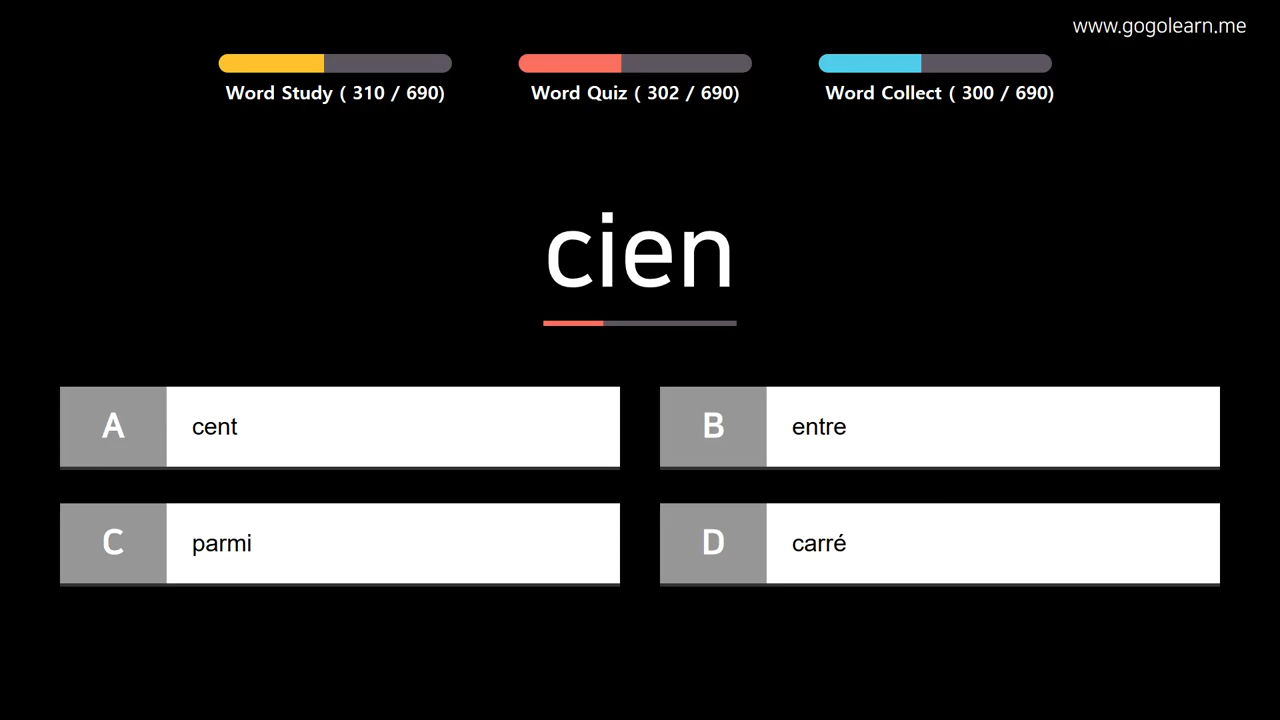 www.gogolearn.me
Word Study ( 310 / 690)
Word Quiz ( 302 / 690)
Word Collect ( 300 / 690)
cien
A cent
B entre
C parmi
D carré